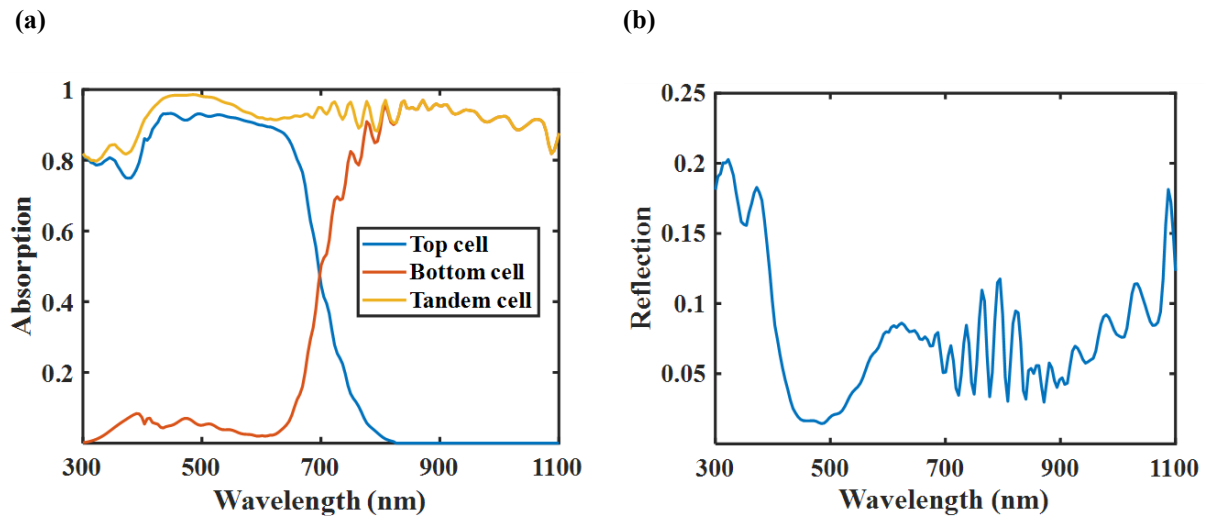 (a)
(b)
1
0.8
0.6
0.4
0.2
Absorption
Top cell
Bottom cell
Tandem cell
300
500
700
900
1100
Wavelength (nm)
0.25
0.2
0.15
0.1
0.05
Reflection
300
500
700
900
1100
Wavelength (nm)